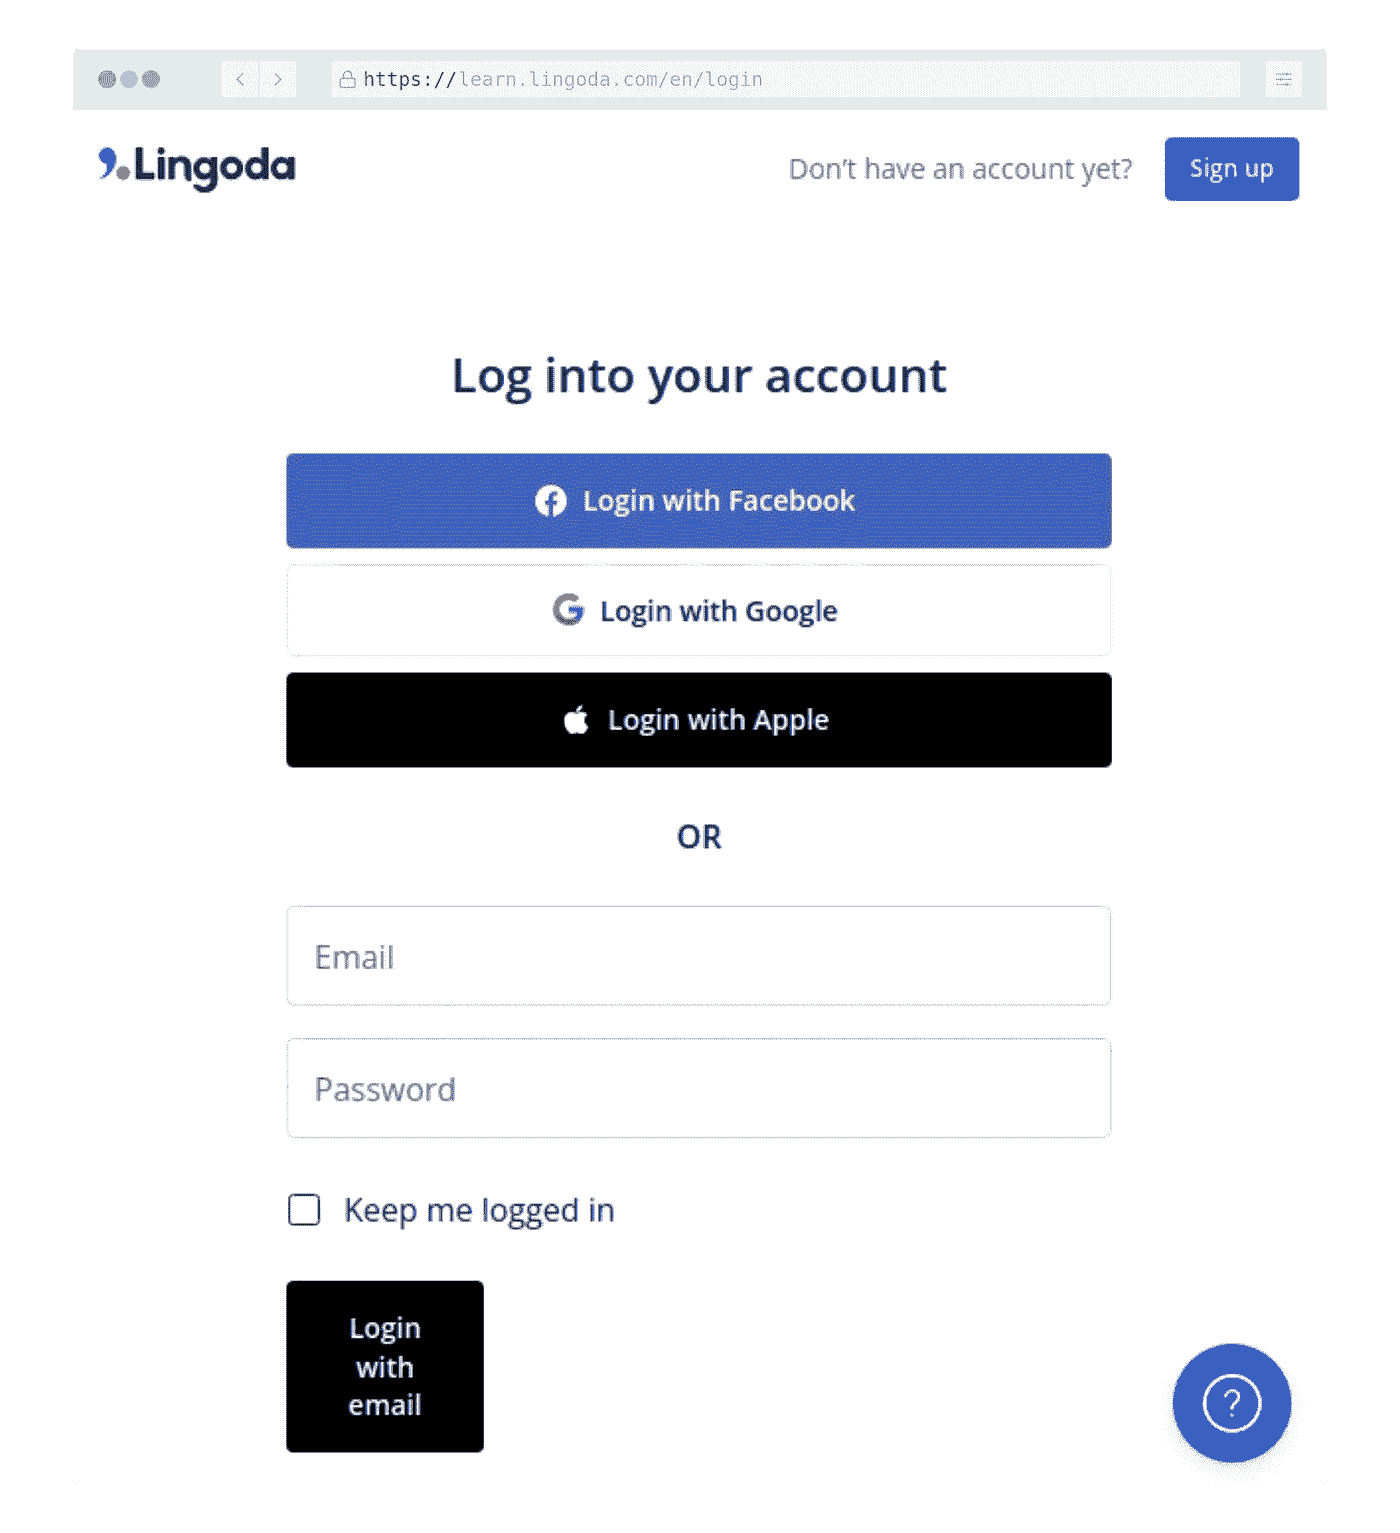 https://learn.lingoda.com/en/login
Lingoda
Don't have an account yet?
Sign up
Log into your account
Login with Facebook
Login with Google
Login with Apple
OR
Email
Password
Keep me logged in
Login
with
email
?